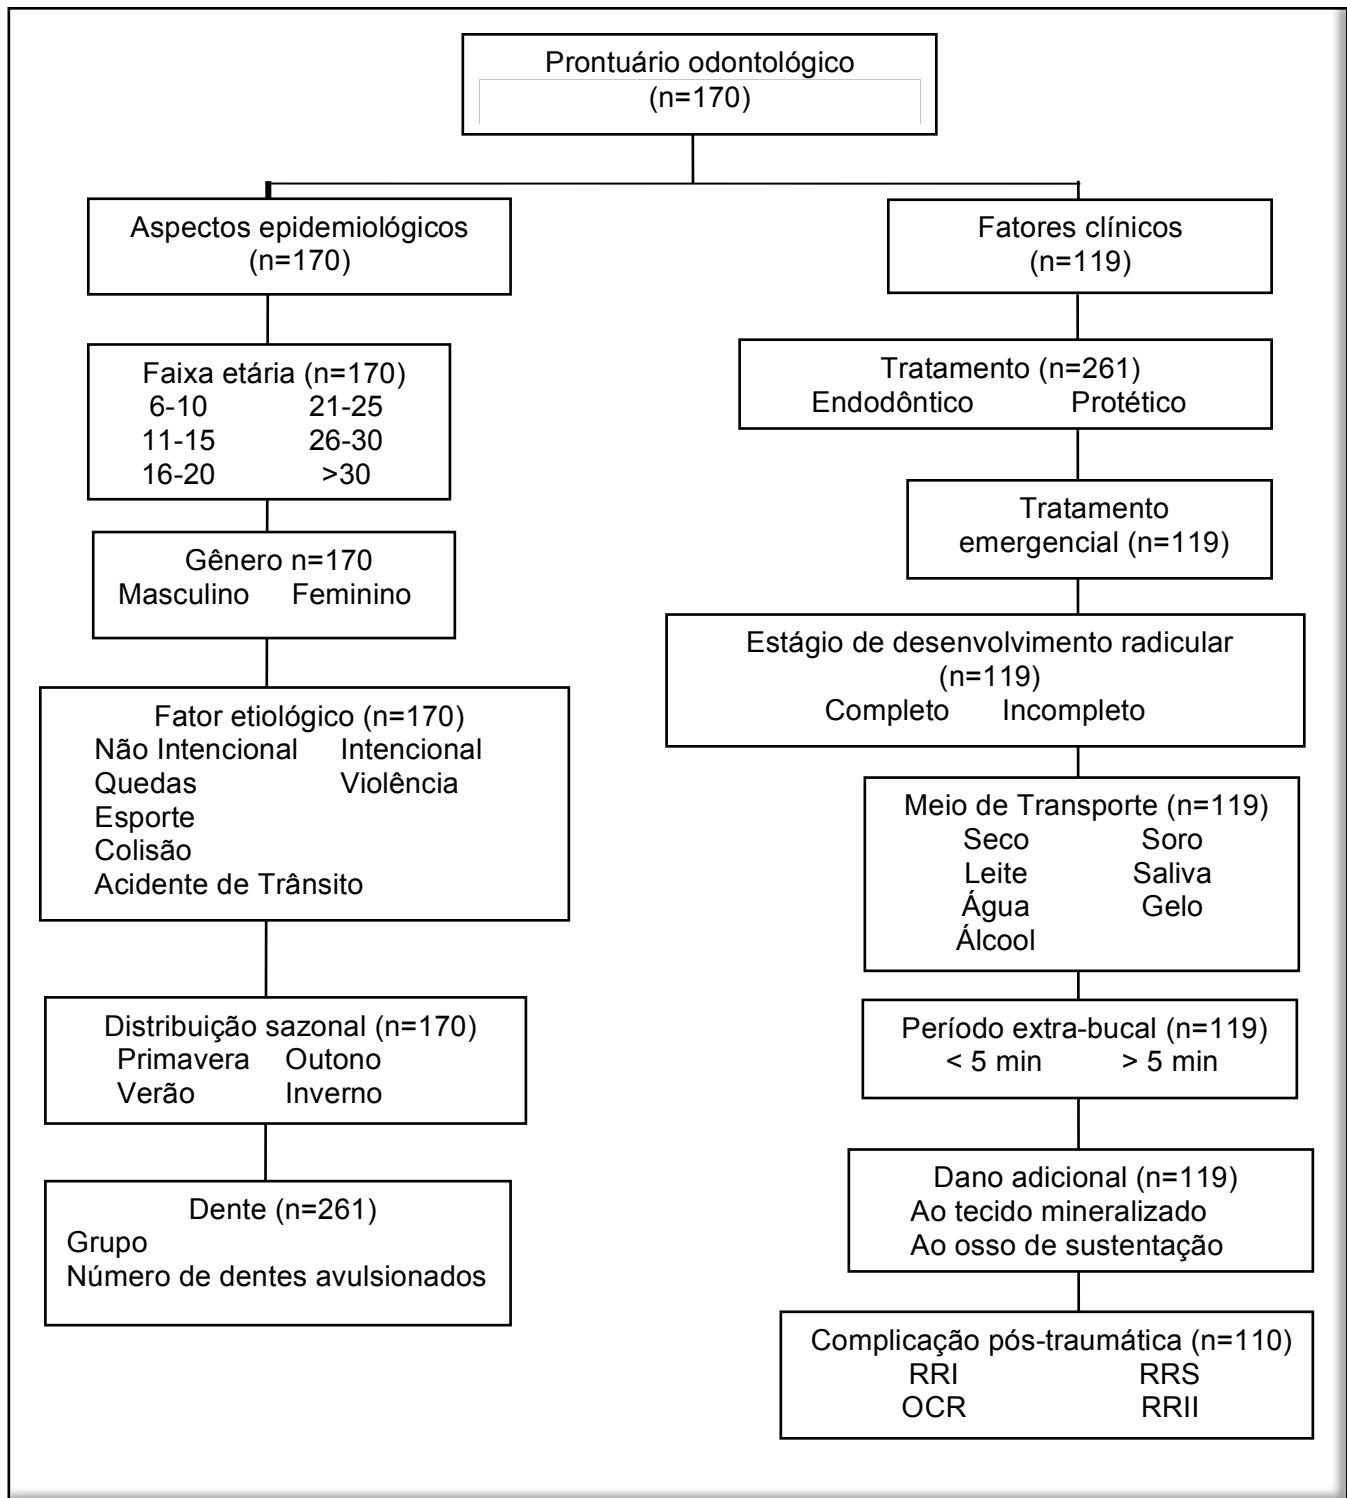 Prontuário odontológico
(n=170)
Aspectos epidemiológicos
(n=170)
Faixa etária (n=170)
6-10 21-25
11-15 26-30
16-20 >30
Gênero n=170
Masculino Feminino
Fator etiológico (n=170)
Não Intencional Intencional
Quedas Violência
Esporte
Colisão
Acidente de Trânsito
Distribuição sazonal (n=170)
Primavera Outono
Verão Inverno
Dente (n=261)
Grupo
Número de dentes avulsionados
Fatores clínicos
(n=119)
Tratamento (n=261)
Endodôntico Protético
Tratamento
emergencial (n=119)
Estágio de desenvolvimento radicular
(n=119)
Completo Incompleto
Meio de Transporte (n=119)
Seco Soro
Leite Saliva
Água Gelo
Álcool
Período extra-bucal (n=119)
< 5 min > 5 min
Dano adicional (n=119)
Ao tecido mineralizado
Ao osso de sustentação
Complicação pós-traumática (n=110)
RRI RRS
OCR RRII